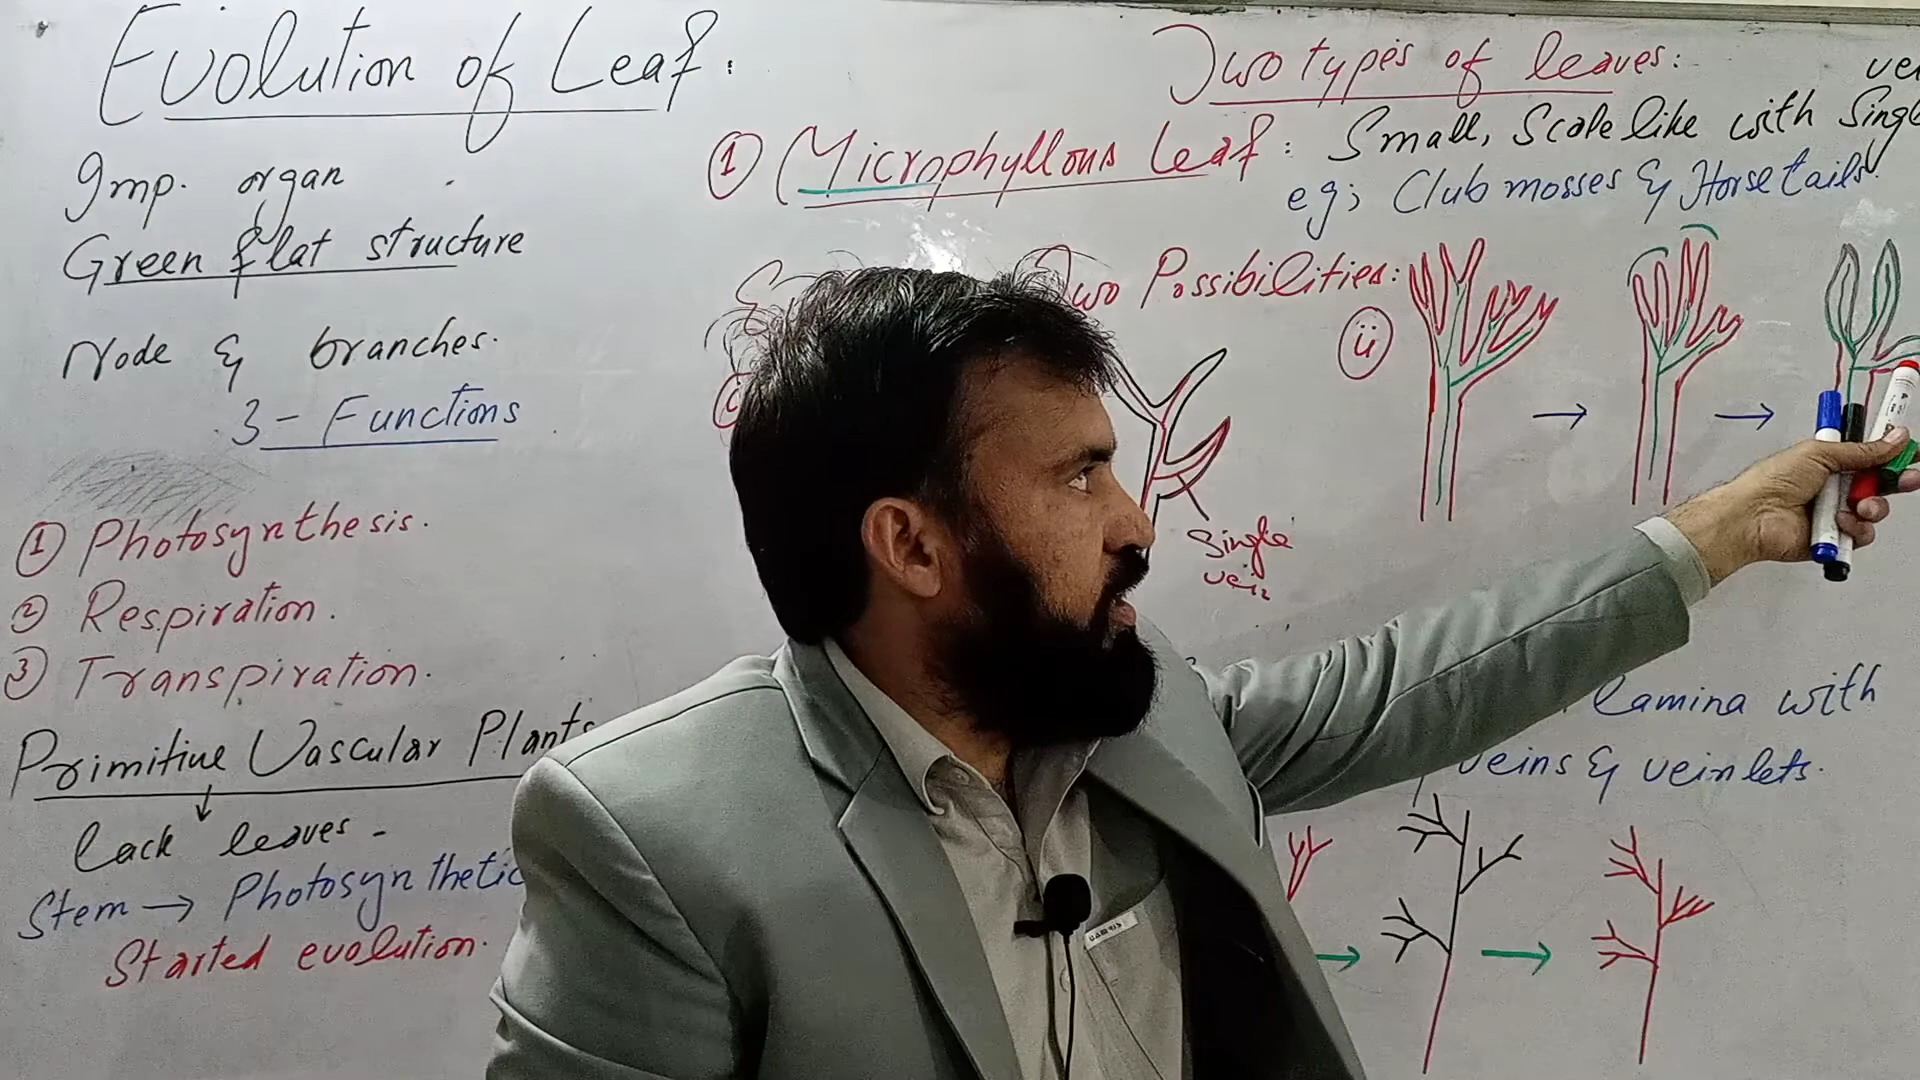 Evolution of Leaf.
Imp. organ
Green flat structure
Node & branches.
3 - Functions
① Photosynthesis.
② Respiration.
③ Transpiration.
Primitive Vascular Plants
lack leaves -
Stem → Photosynthetic
Started evolution.
Two types of leaves:
① Microphyllous Leaf: Small, Scale like with Single
eg; Club mosses & Horse tails.
Two Possibilities:
ii
Single
vein
lamina with
veins & veinlets.